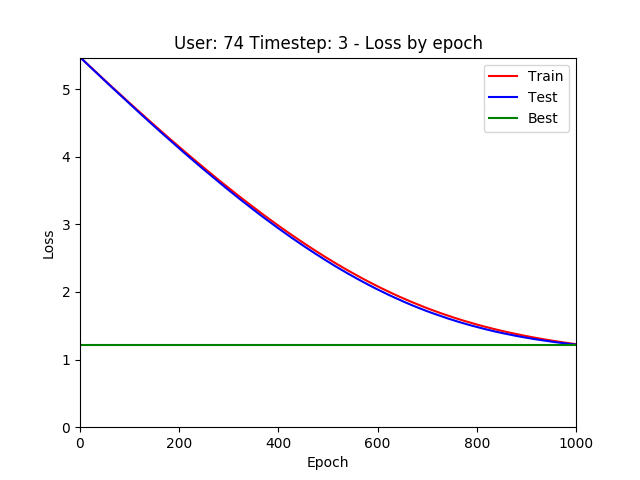 User: 74 Timestep: 3 - Loss by epoch
Train
Test
Best
5
4
3
2
1
0
Loss
0 200 400 600 800 1000
Epoch